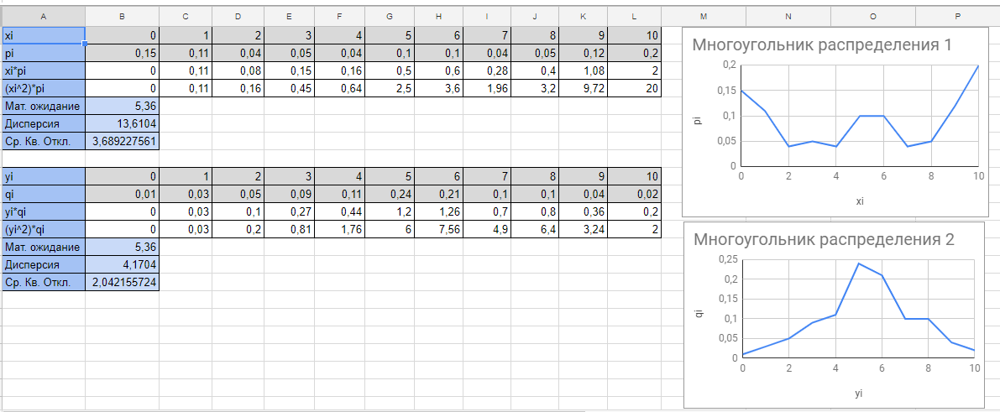 A B C D E F G H I J K L M N O P
xi 0 1 2 3 4 5 6 7 8 9 10
pi 0,15 0,11 0,04 0,05 0,04 0,1 0,1 0,04 0,05 0,12 0,2
xi*pi 0 0,11 0,08 0,15 0,16 0,5 0,6 0,28 0,4 1,08 2
(xi^2)*pi 0 0,11 0,16 0,45 0,64 2,5 3,6 1,96 3,2 9,72 20
Мат. ожидание 5,36
Дисперсия 13,6104
Ср. Кв. Откл. 3,689227561
yi 0 1 2 3 4 5 6 7 8 9 10
qi 0,01 0,03 0,05 0,09 0,11 0,24 0,21 0,1 0,1 0,04 0,02
yi*qi 0 0,03 0,1 0,27 0,44 1,2 1,26 0,7 0,8 0,36 0,2
(yi^2)*qi 0 0,03 0,2 0,81 1,76 6 7,56 4,9 6,4 3,24 2
Мат. ожидание 5,36
Дисперсия 4,1704
Ср. Кв. Откл. 2,042155724
Многоугольник распределения 1
0,2
0,15
0,1
0,05
0
pi
0 2 4 6 8 10
xi
Многоугольник распределения 2
0,25
0,2
0,15
0,1
0,05
0
qi
0 2 4 6 8 10
yi